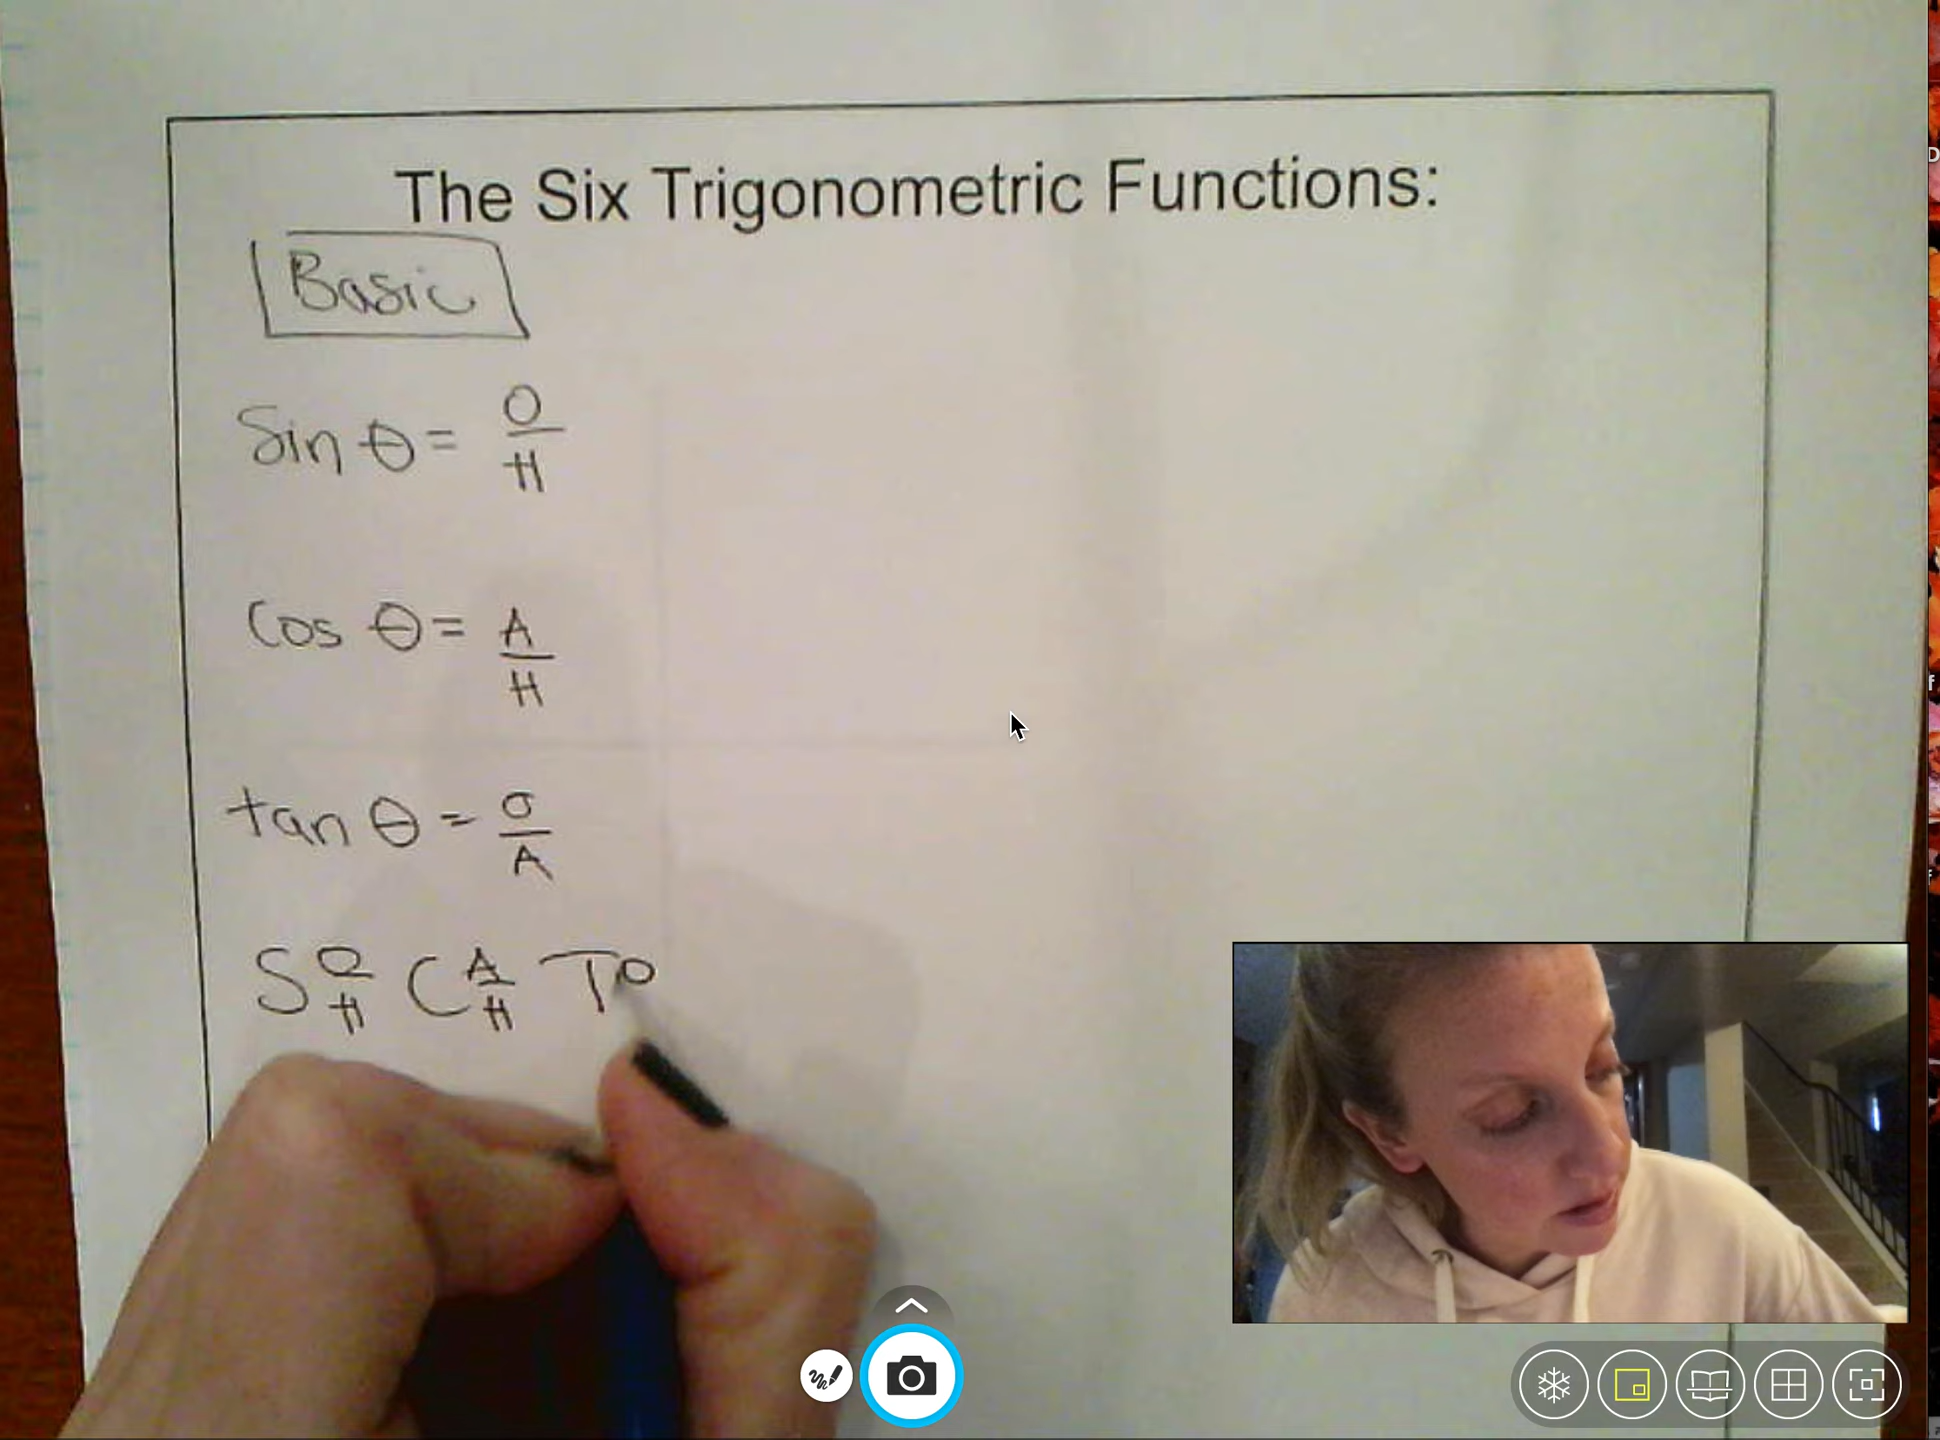 The Six Trigonometric Functions:
Basic
Sin θ = O/H
Cos θ = A/H
tan θ = O/A
S O/H C A/H T O